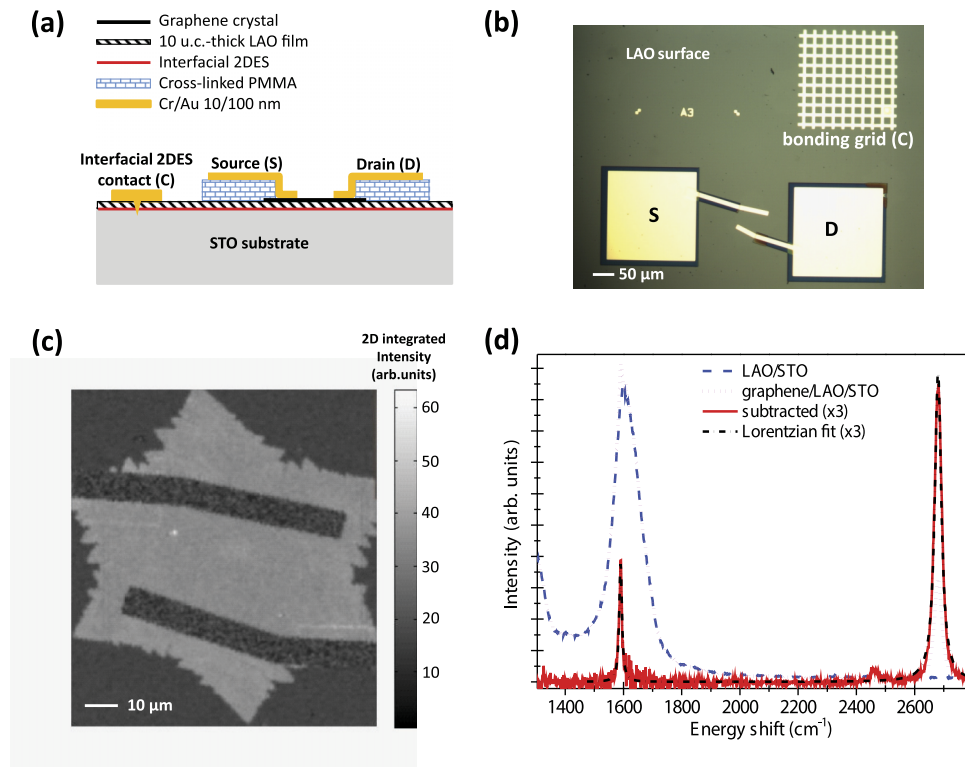 (a)
Graphene crystal
10 u.c.-thick LAO film
Interfacial 2DES
Cross-linked PMMA
Cr/Au 10/100 nm
Interfacial 2DES
contact (C)
Source (S)
Drain (D)
STO substrate
(b)
LAO surface
A3
bonding grid (C)
S
D
50 μm
(c)
2D integrated
Intensity
(arb.units)
60
50
40
30
20
10
10 μm
(d)
LAO/STO
graphene/LAO/STO
subtracted (x3)
Lorentzian fit (x3)
Intensity (arb. units)
1400 1600 1800 2000 2200 2400 2600
Energy shift (cm⁻¹)